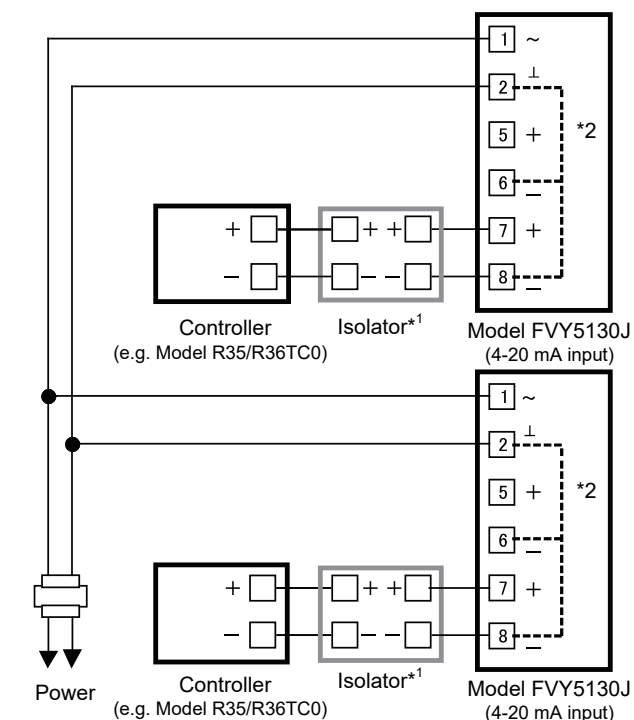 1 ~
2 ⊥
5 + *2
6 −
+ + + 7 +
− − − 8 −
Controller Isolator*1 Model FVY5130J
(e.g. Model R35/R36TC0) (4-20 mA input)
1 ~
2 ⊥
5 + *2
6 −
+ + + 7 +
− − − 8 −
Power Controller Isolator*1 Model FVY5130J
(e.g. Model R35/R36TC0) (4-20 mA input)